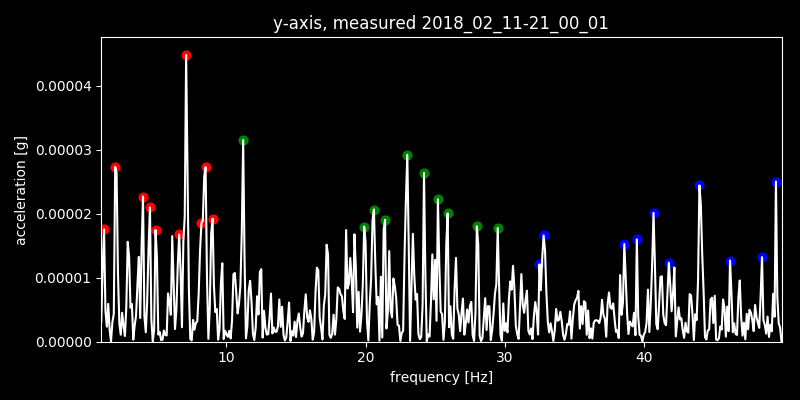 y-axis, measured 2018_02_11-21_00_01
0.00004
0.00003
0.00002
0.00001
0.00000
acceleration [g]
10 20 30 40
frequency [Hz]